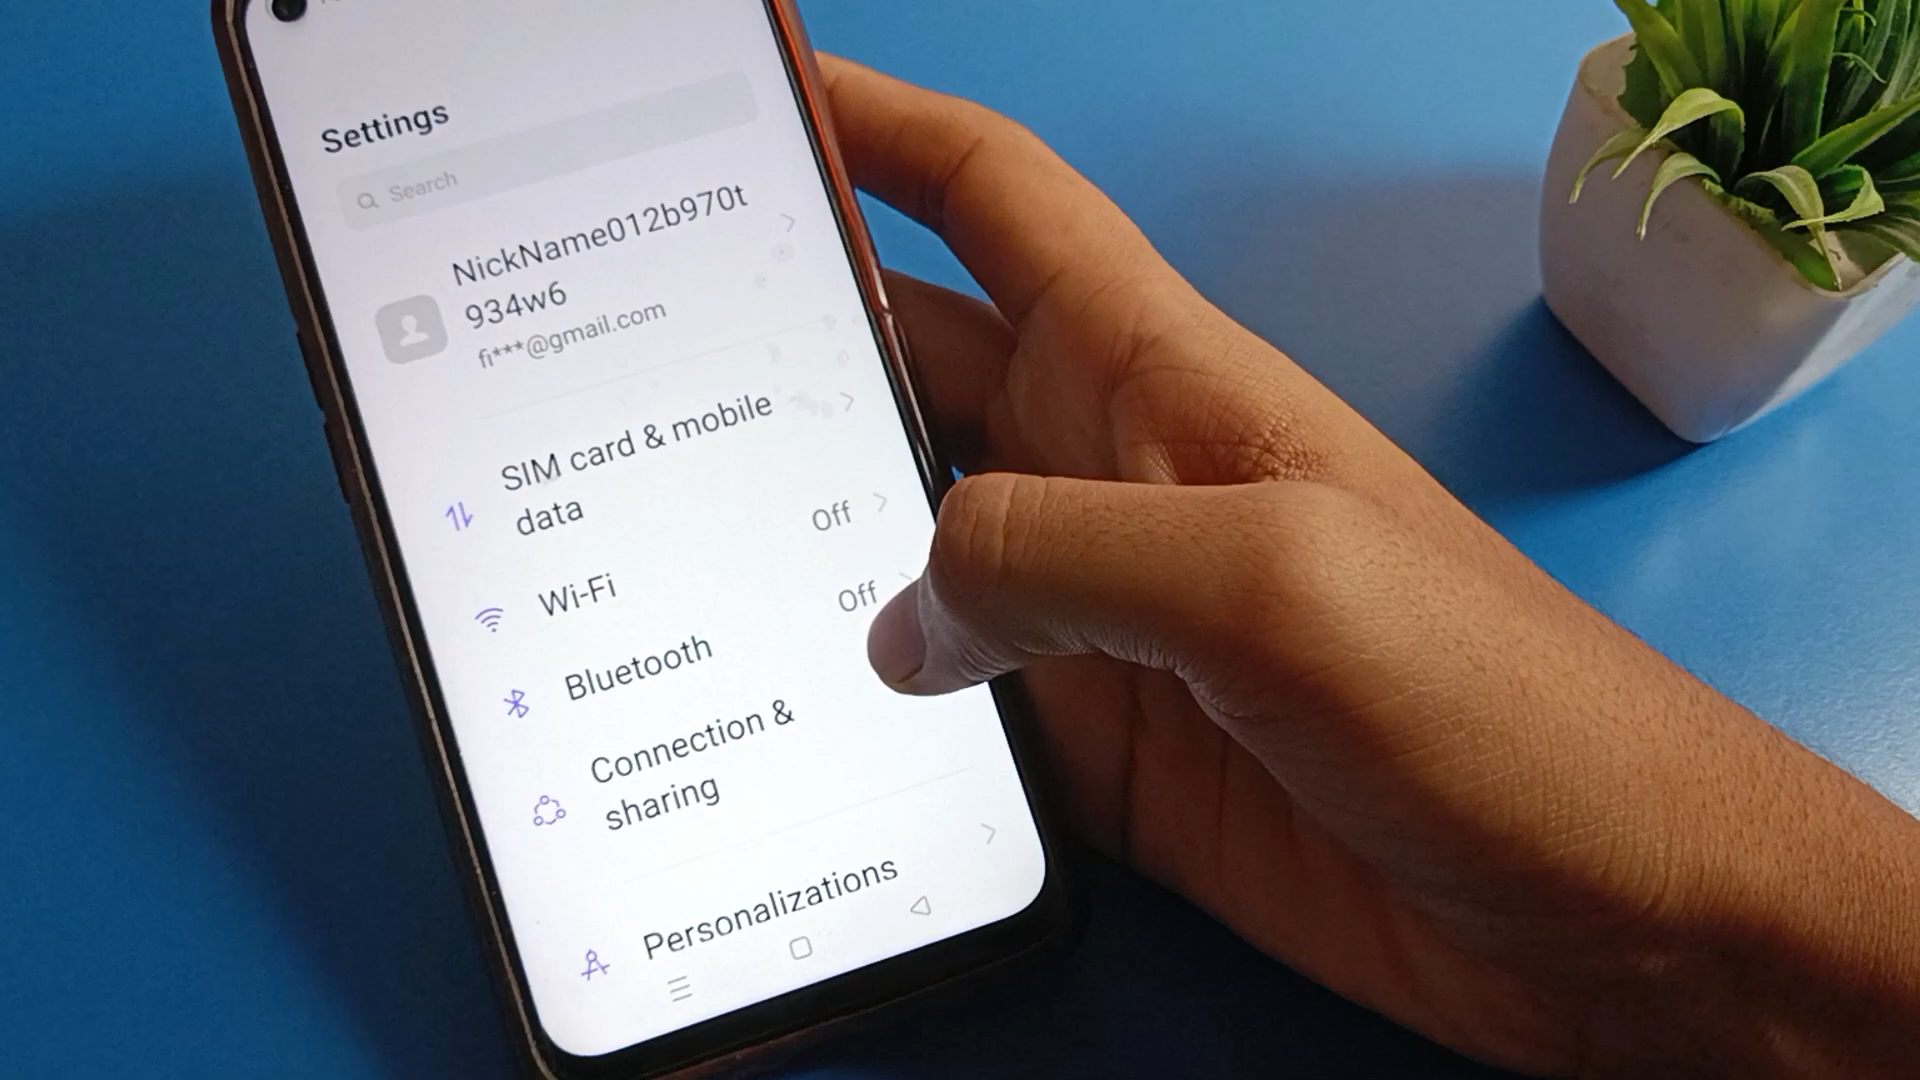 Settings
Search
NickName012b970t
934w6
fi***@gmail.com
SIM card & mobile
data
Wi-Fi
Off
Bluetooth
Off
Connection &
sharing
Personalizations